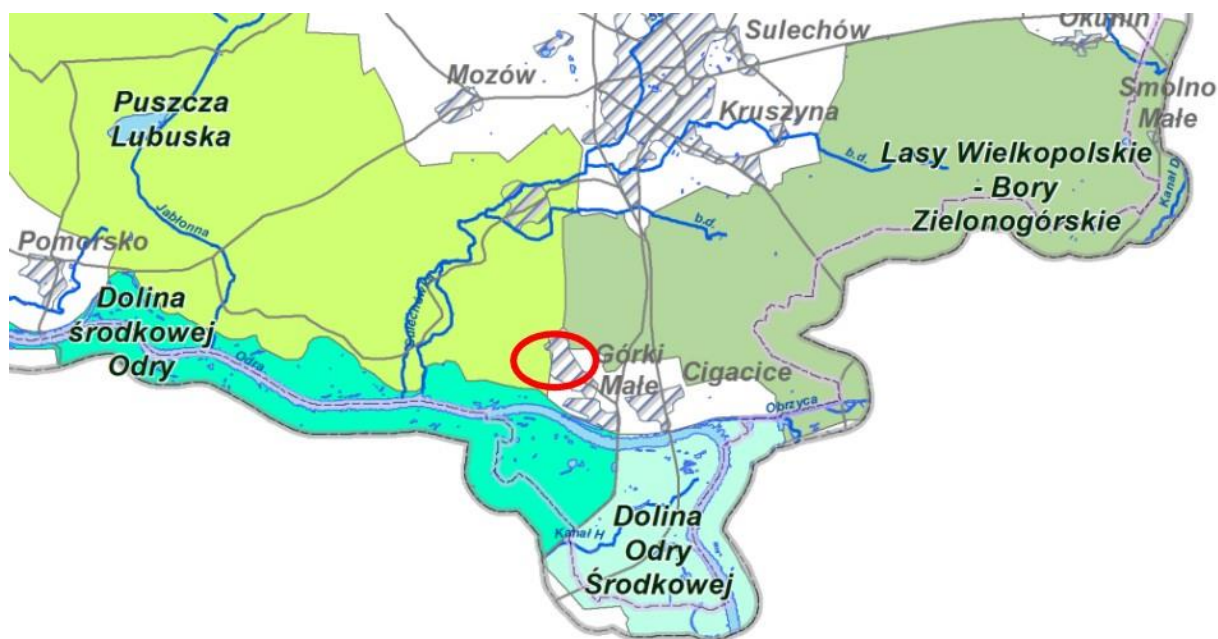 Okunin
Sulechów
Mozów
Smolno
Małe
Puszcza
Lubuska
Kruszyna
b.d.
Lasy Wielkopolskie
- Bory
Zielonogórskie
Kanał D
Jabłonna
b.d.
Pomorsko
Dolina
środkowej
Odry
Sulechówka
Odra
Górki
Małe
Cigacice
Obrzyca
Dolina
Odry
Środkowej
Kanał H